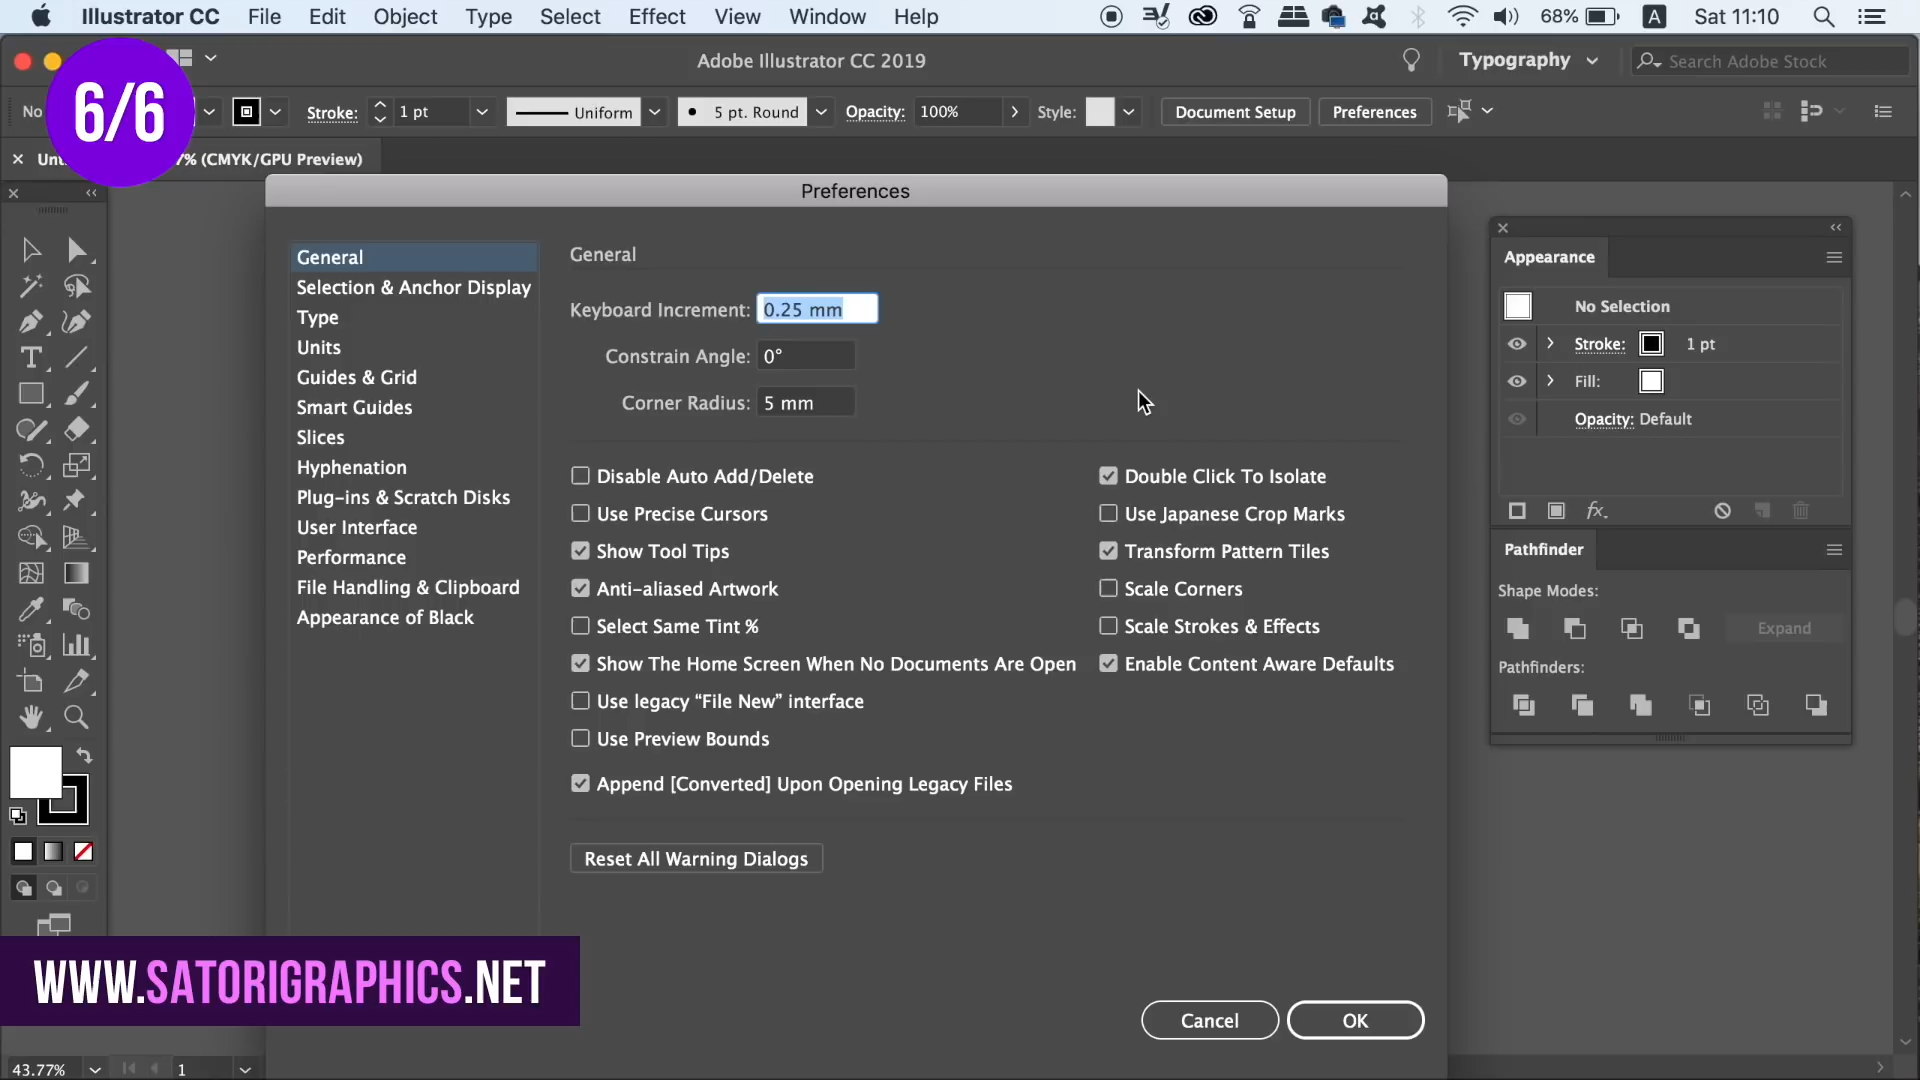 Illustrator CC File Edit Object Type Select Effect View Window Help 68% A Sat 11:10
Adobe Illustrator CC 2019 Typography Search Adobe Stock
6/6
No Stroke: 1 pt Uniform 5 pt. Round Opacity: 100% Style: Document Setup Preferences
% (CMYK/GPU Preview)
Preferences
General
Selection & Anchor Display
Type
Units
Guides & Grid
Smart Guides
Slices
Hyphenation
Plug-ins & Scratch Disks
User Interface
Performance
File Handling & Clipboard
Appearance of Black
General
Keyboard Increment: 0.25 mm
Constrain Angle: 0°
Corner Radius: 5 mm
Disable Auto Add/Delete
Use Precise Cursors
Show Tool Tips
Anti-aliased Artwork
Select Same Tint %
Show The Home Screen When No Documents Are Open
Use legacy “File New” interface
Use Preview Bounds
Append [Converted] Upon Opening Legacy Files
Double Click To Isolate
Use Japanese Crop Marks
Transform Pattern Tiles
Scale Corners
Scale Strokes & Effects
Enable Content Aware Defaults
Reset All Warning Dialogs
Cancel OK
Appearance
No Selection
Stroke: 1 pt
Fill:
Opacity: Default
fx.
Pathfinder
Shape Modes:
Expand
Pathfinders:
WWW.SATORIGRAPHICS.NET
43.77% 1